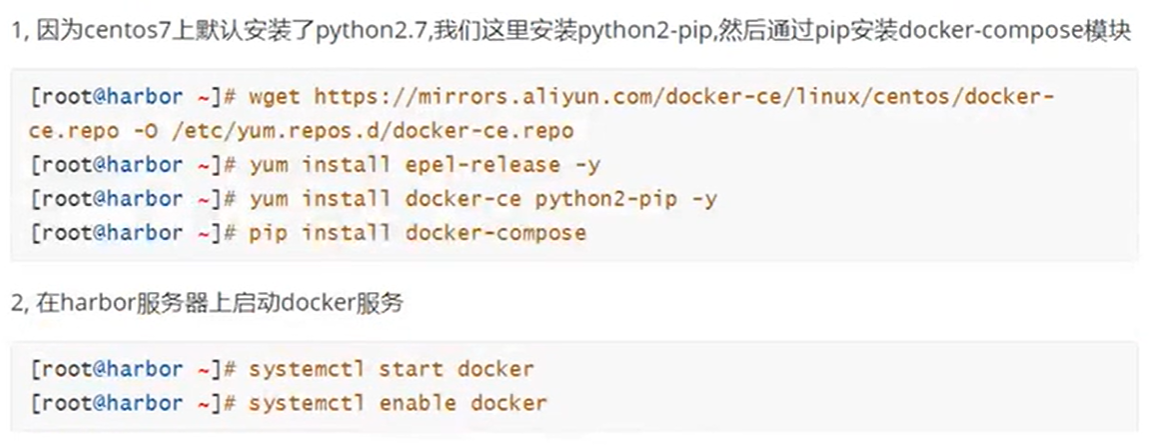 1, 因为centos7上默认安装了python2.7,我们这里安装python2-pip,然后通过pip安装docker-compose模块
[root@harbor ~]# wget https://mirrors.aliyun.com/docker-ce/linux/centos/docker-
ce.repo -O /etc/yum.repos.d/docker-ce.repo
[root@harbor ~]# yum install epel-release -y
[root@harbor ~]# yum install docker-ce python2-pip -y
[root@harbor ~]# pip install docker-compose
2, 在harbor服务器上启动docker服务
[root@harbor ~]# systemctl start docker
[root@harbor ~]# systemctl enable docker